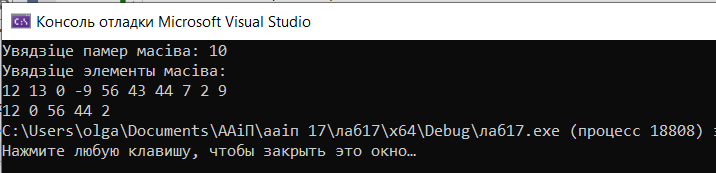 Консоль отладки Microsoft Visual Studio
Увядзіце памер масіва: 10
Увядзіце элементы масіва:
12 13 0 -9 56 43 44 7 2 9
12 0 56 44 2
C:\Users\olga\Documents\ААіП\ааіп 17\лаб17\x64\Debug\лаб17.exe (процесс 18808)
Нажмите любую клавишу, чтобы закрыть это окно…